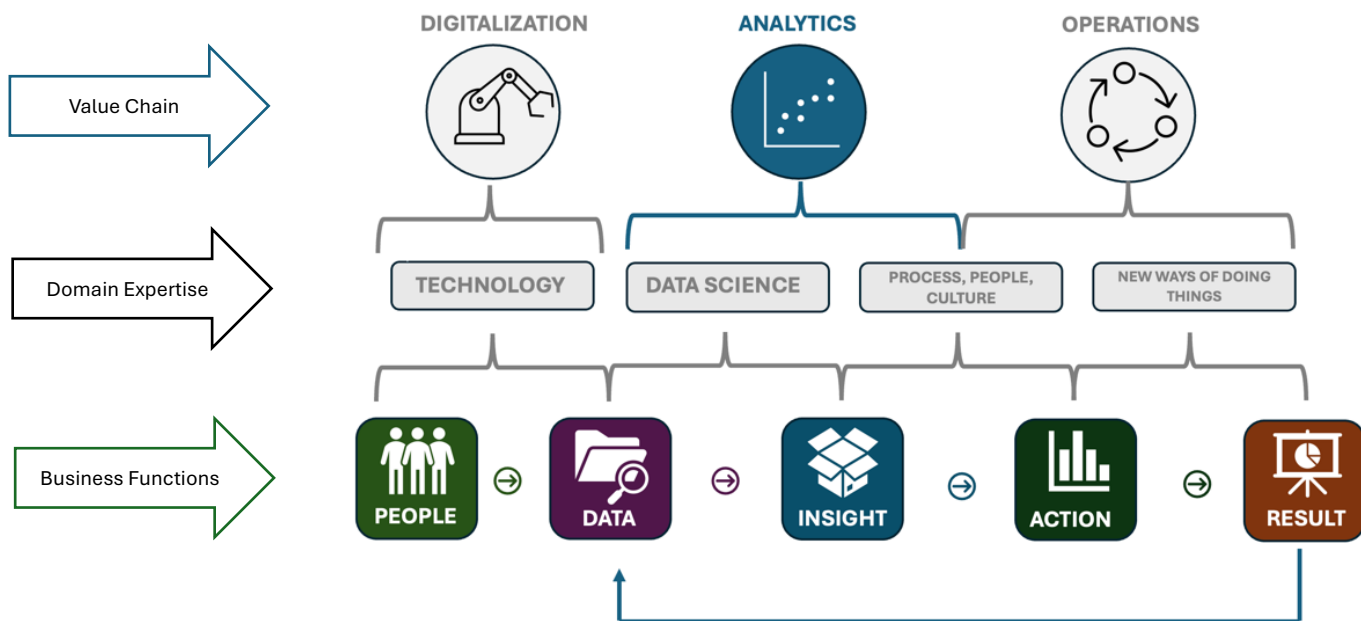 DIGITALIZATION
ANALYTICS
OPERATIONS
Value Chain
Domain Expertise
TECHNOLOGY
DATA SCIENCE
PROCESS, PEOPLE,
CULTURE
NEW WAYS OF DOING
THINGS
Business Functions
PEOPLE
DATA
INSIGHT
ACTION
RESULT